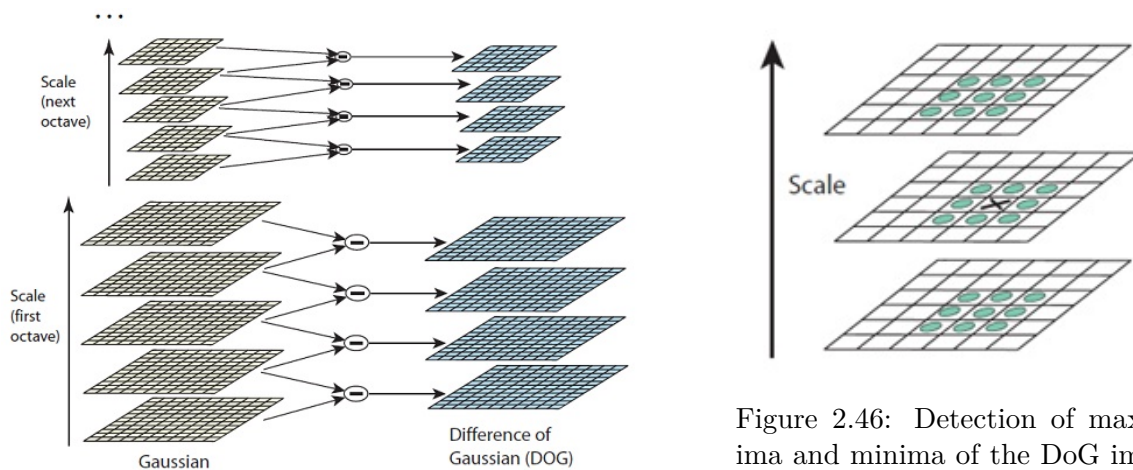 ...
Scale
(next
octave)
Scale
(first
octave)
Gaussian
Difference of
Gaussian (DOG)
Scale
Figure 2.46: Detection of max-
ima and minima of the DoG im-